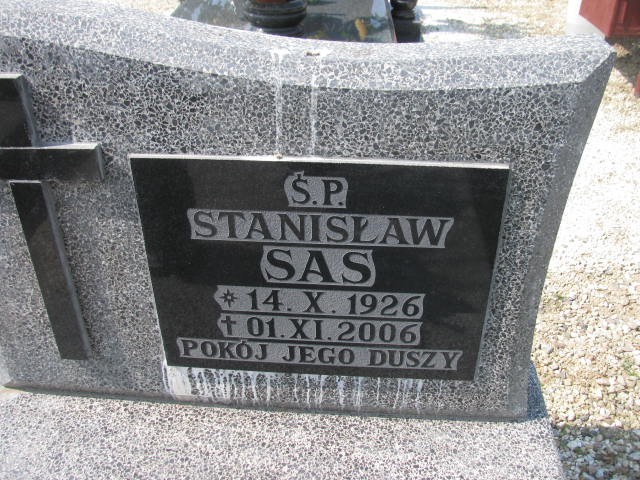 Ś.P.
STANISŁAW
SAS
* 14. X. 1926
† 01.XI.2006
POKÓJ JEGO DUSZY